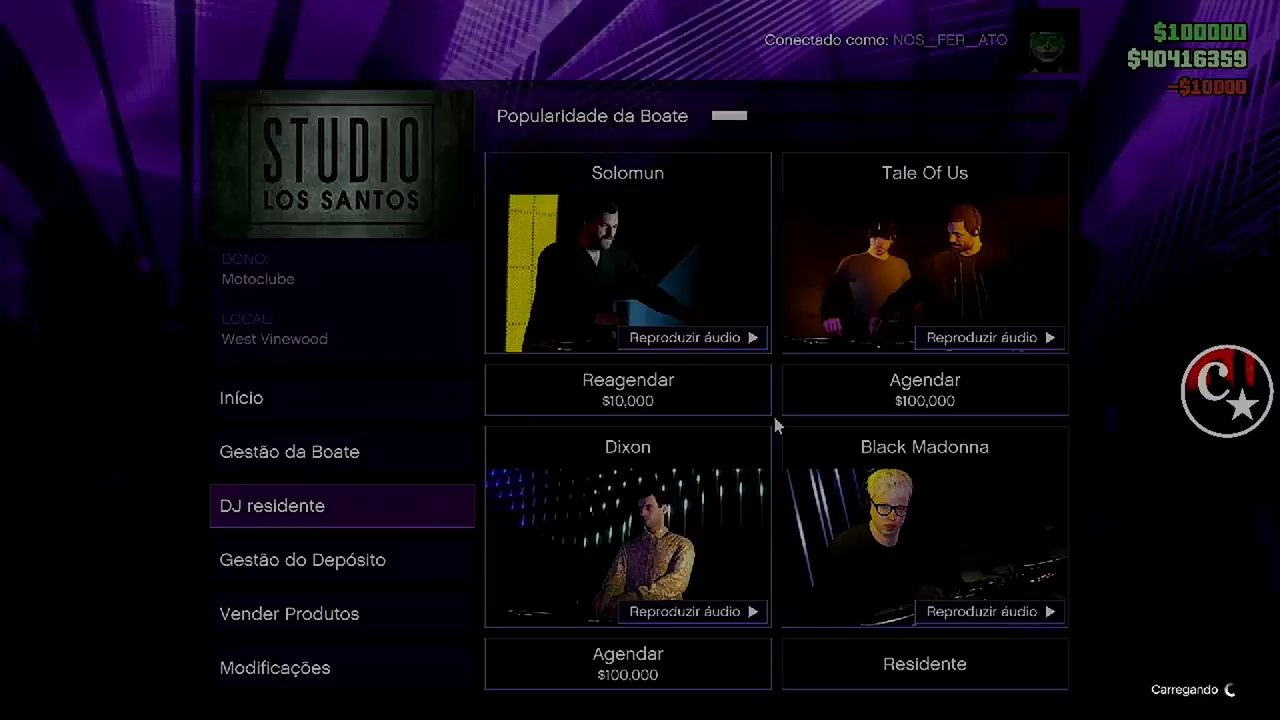 Conectado como: NOS__FER__ATO
$100000
$40416359
-$10000
STUDIO
LOS SANTOS
DONO:
Motoclube
LOCAL:
West Vinewood
Início
Gestão da Boate
DJ residente
Gestão do Depósito
Vender Produtos
Modificações
Popularidade da Boate
Solomun
Reproduzir áudio
Reagendar
$10,000
Tale Of Us
Reproduzir áudio
Agendar
$100,000
Dixon
Reproduzir áudio
Agendar
$100,000
Black Madonna
Reproduzir áudio
Residente
C
Carregando